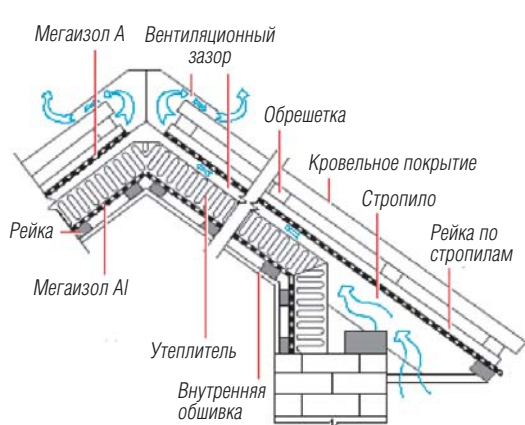 Мегаизол А
Вентиляционный
зазор
Обрешетка
Кровельное покрытие
Стропило
Рейка по
стропилам
Рейка
Мегаизол АI
Утеплитель
Внутренняя
обшивка